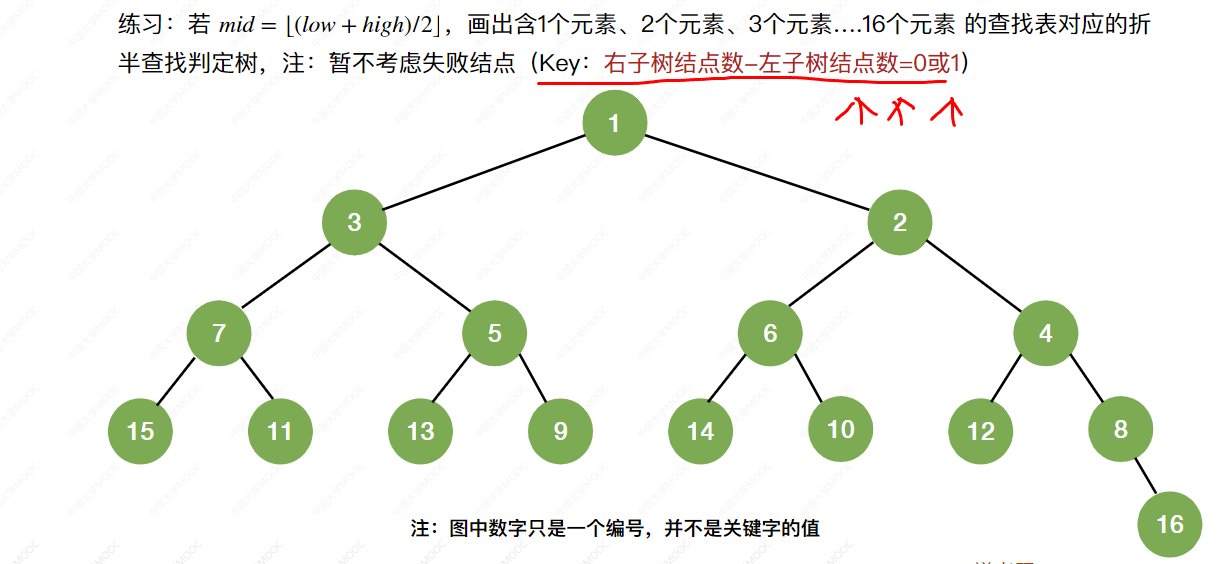 练习：若 mid = ⌊(low + high)/2⌋，画出含1个元素、2个元素、3个元素….16个元素 的查找表对应的折
半查找判定树，注：暂不考虑失败结点（Key：右子树结点数–左子树结点数=0或1)
1
3 2
7 5 6 4
15 11 13 9 14 10 12 8
16
注：图中数字只是一个编号，并不是关键字的值